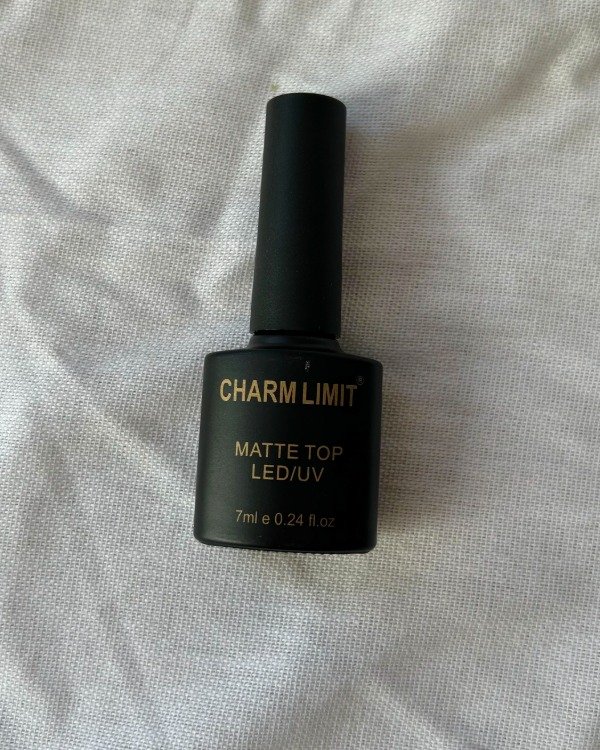 CHARM LIMIT®
MATTE TOP
LED/UV
7ml e 0.24 fl.oz